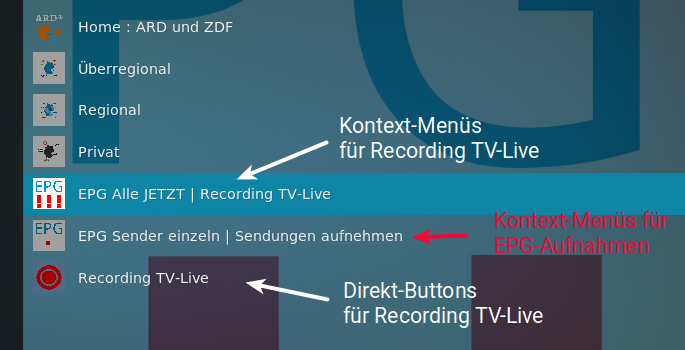 ARD
Home : ARD und ZDF
Überregional
Regional
Kontext-Menüs
für Recording TV-Live
Privat
EPG
EPG Alle JETZT | Recording TV-Live
EPG
EPG Sender einzeln | Sendungen aufnehmen
Kontext-Menüs für
EPG-Aufnahmen
Recording TV-Live
Direkt-Buttons
für Recording TV-Live
PG